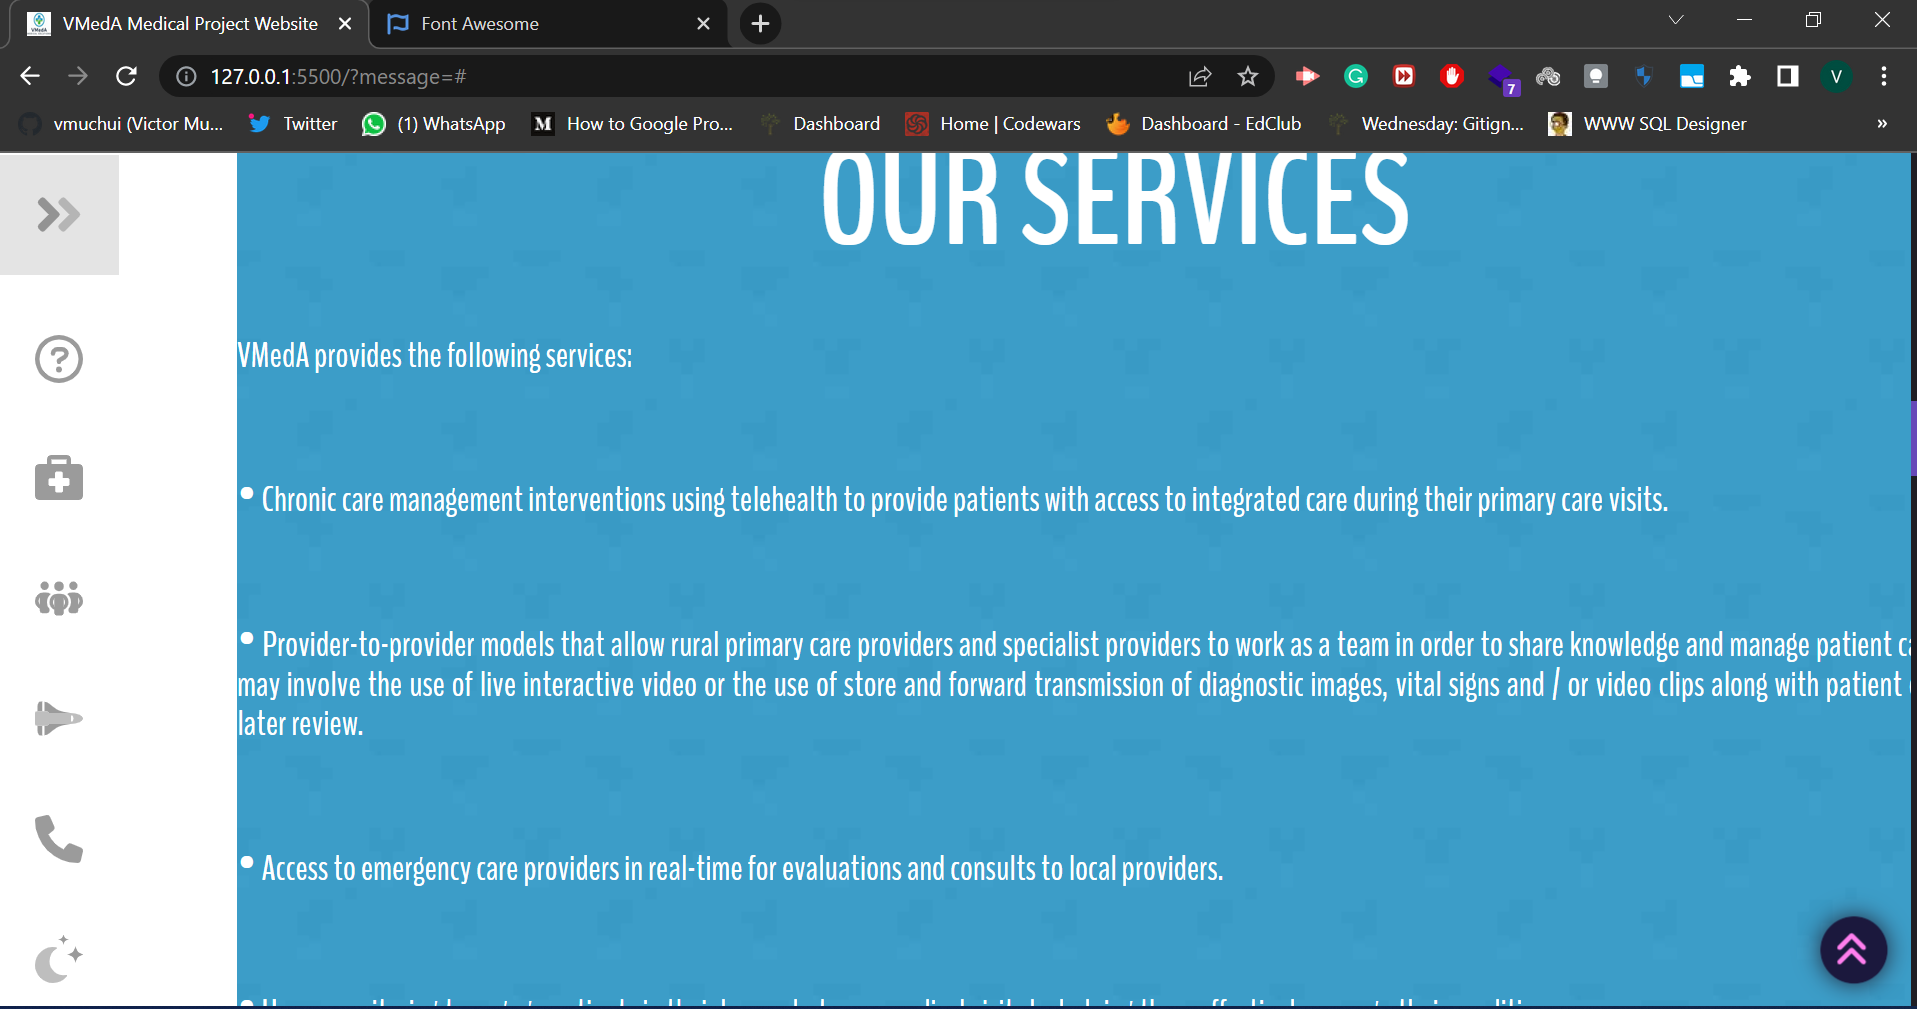 VMedA Medical Project Website
Font Awesome
127.0.0.1:5500/?message=#
7
V
vmuchui (Victor Mu...
Twitter
(1) WhatsApp
M
How to Google Pro...
Dashboard
Home | Codewars
Dashboard - EdClub
Wednesday: Gitign...
WWW SQL Designer
»
OUR SERVICES
VMedA provides the following services:
• Chronic care management interventions using telehealth to provide patients with access to integrated care during their primary care visits.
• Provider-to-provider models that allow rural primary care providers and specialist providers to work as a team in order to share knowledge and manage patient
may involve the use of live interactive video or the use of store and forward transmission of diagnostic images, vital signs and / or video clips along with patient
later review.
• Access to emergency care providers in real-time for evaluations and consults to local providers.